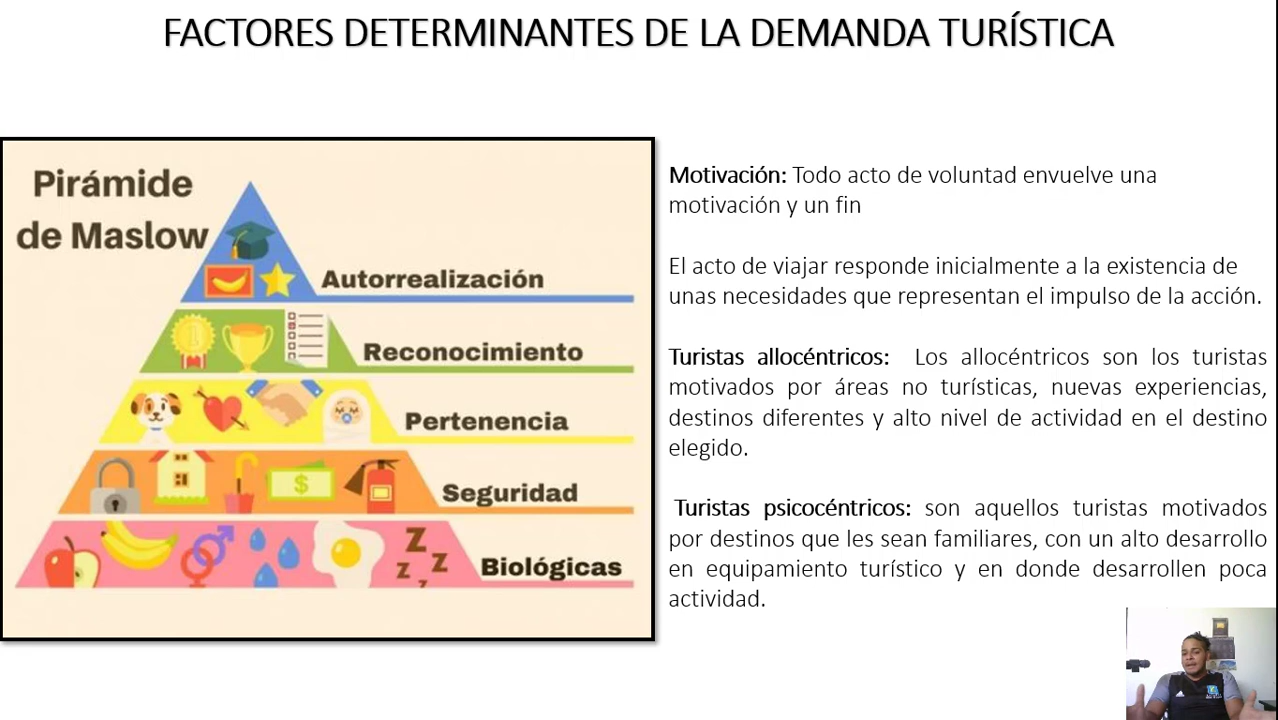 FACTORES DETERMINANTES DE LA DEMANDA TURÍSTICA
Pirámide
de Maslow
Autorrealización
Reconocimiento
Pertenencia
Seguridad
Biológicas
Motivación: Todo acto de voluntad envuelve una
motivación y un fin
El acto de viajar responde inicialmente a la existencia de
unas necesidades que representan el impulso de la acción.
Turistas allocéntricos: Los allocéntricos son los turistas
motivados por áreas no turísticas, nuevas experiencias,
destinos diferentes y alto nivel de actividad en el destino
elegido.
Turistas psicocéntricos: son aquellos turistas motivados
por destinos que les sean familiares, con un alto desarrollo
en equipamiento turístico y en donde desarrollen poca
actividad.